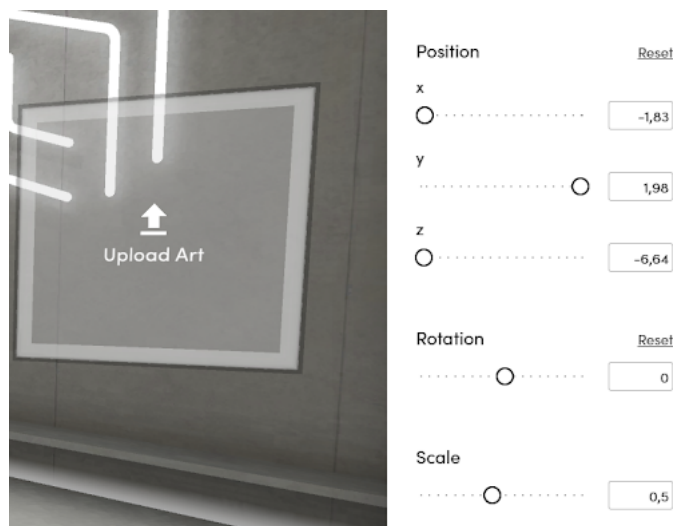 Upload Art
Position Reset
x
-1,83
y
1,98
z
-6,64
Rotation Reset
0
Scale
0,5